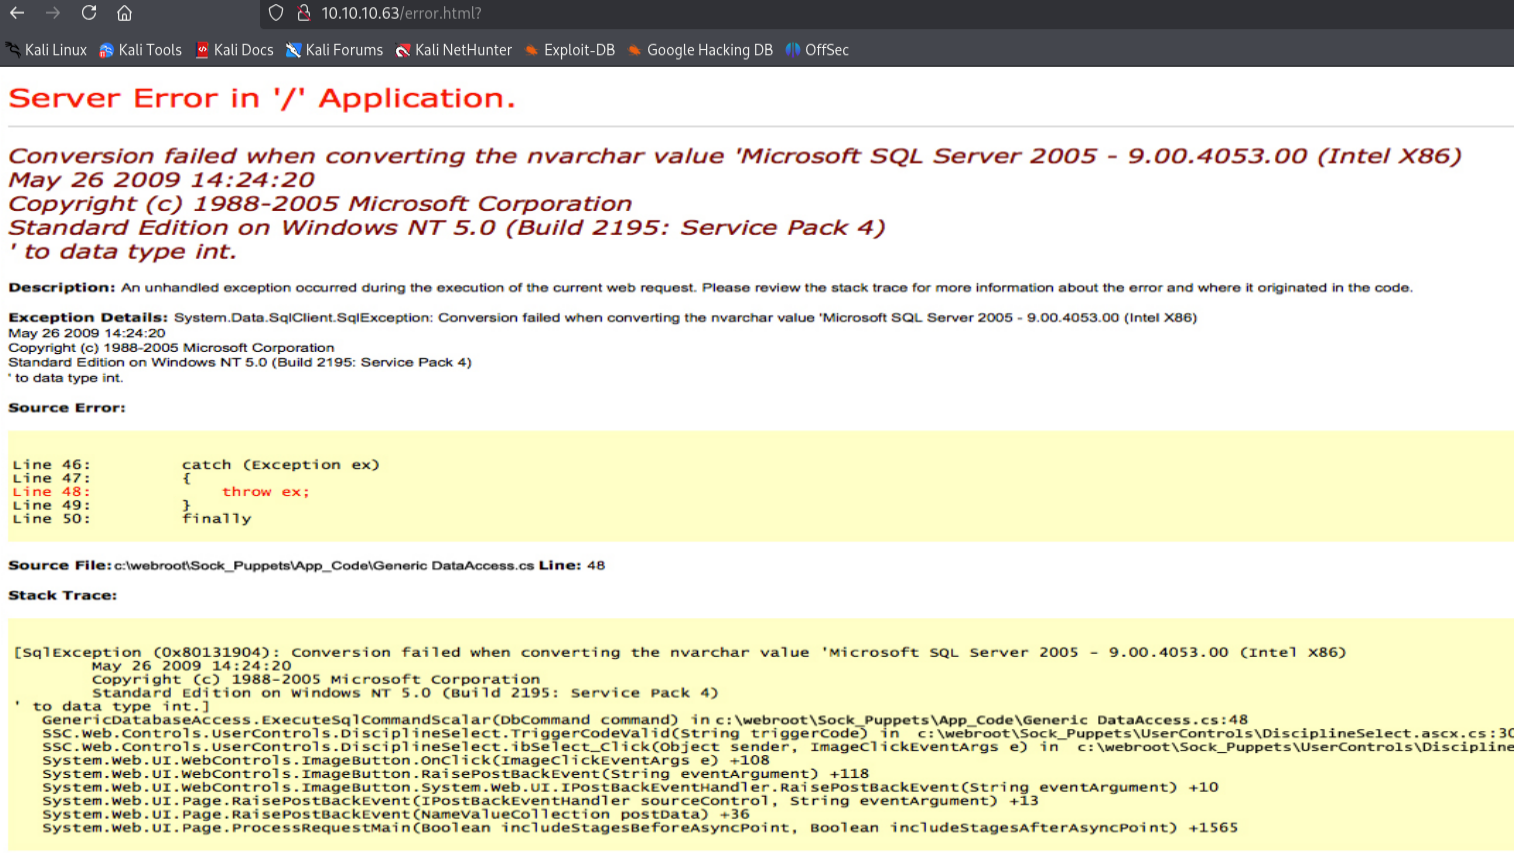 10.10.10.63/error.html?
Kali Linux Kali Tools Kali Docs Kali Forums Kali NetHunter Exploit-DB Google Hacking DB OffSec
Server Error in '/' Application.
Conversion failed when converting the nvarchar value 'Microsoft SQL Server 2005 - 9.00.4053.00 (Intel X86)
May 26 2009 14:24:20
Copyright (c) 1988-2005 Microsoft Corporation
Standard Edition on Windows NT 5.0 (Build 2195: Service Pack 4)
' to data type int.
Description: An unhandled exception occurred during the execution of the current web request. Please review the stack trace for more information about the error and where it originated in the code.
Exception Details: System.Data.SqlClient.SqlException: Conversion failed when converting the nvarchar value 'Microsoft SQL Server 2005 - 9.00.4053.00 (Intel X86)
May 26 2009 14:24:20
Copyright (c) 1988-2005 Microsoft Corporation
Standard Edition on Windows NT 5.0 (Build 2195: Service Pack 4)
' to data type int.
Source Error:
Line 46: catch (Exception ex)
Line 47: {
Line 48: throw ex;
Line 49: }
Line 50: finally
Source File: c:\webroot\Sock_Puppets\App_Code\Generic DataAccess.cs Line: 48
Stack Trace:
[SqlException (0x80131904): Conversion failed when converting the nvarchar value 'Microsoft SQL Server 2005 - 9.00.4053.00 (Intel X86)
May 26 2009 14:24:20
Copyright (c) 1988-2005 Microsoft Corporation
Standard Edition on Windows NT 5.0 (Build 2195: Service Pack 4)
' to data type int.]
GenericDatabaseAccess.ExecuteSqlCommandScalar(DbCommand command) in c:\webroot\Sock_Puppets\App_Code\Generic DataAccess.cs:48
SSC.Web.Controls.UserControls.DisciplineSelect.TriggerCodeValid(String triggerCode) in c:\webroot\Sock_Puppets\UserControls\DisciplineSelect.ascx.cs:30
SSC.Web.Controls.UserControls.DisciplineSelect.ibSelect_Click(Object sender, ImageClickEventArgs e) in c:\webroot\Sock_Puppets\UserControls\Discipline
System.Web.UI.WebControls.ImageButton.OnClick(ImageClickEventArgs e) +108
System.Web.UI.WebControls.ImageButton.RaisePostBackEvent(String eventArgument) +118
System.Web.UI.WebControls.ImageButton.System.Web.UI.IPostBackEventHandler.RaisePostBackEvent(String eventArgument) +10
System.Web.UI.Page.RaisePostBackEvent(IPostBackEventHandler sourceControl, String eventArgument) +13
System.Web.UI.Page.RaisePostBackEvent(NameValueCollection postData) +36
System.Web.UI.Page.ProcessRequestMain(Boolean includeStagesBeforeAsyncPoint, Boolean includeStagesAfterAsyncPoint) +1565